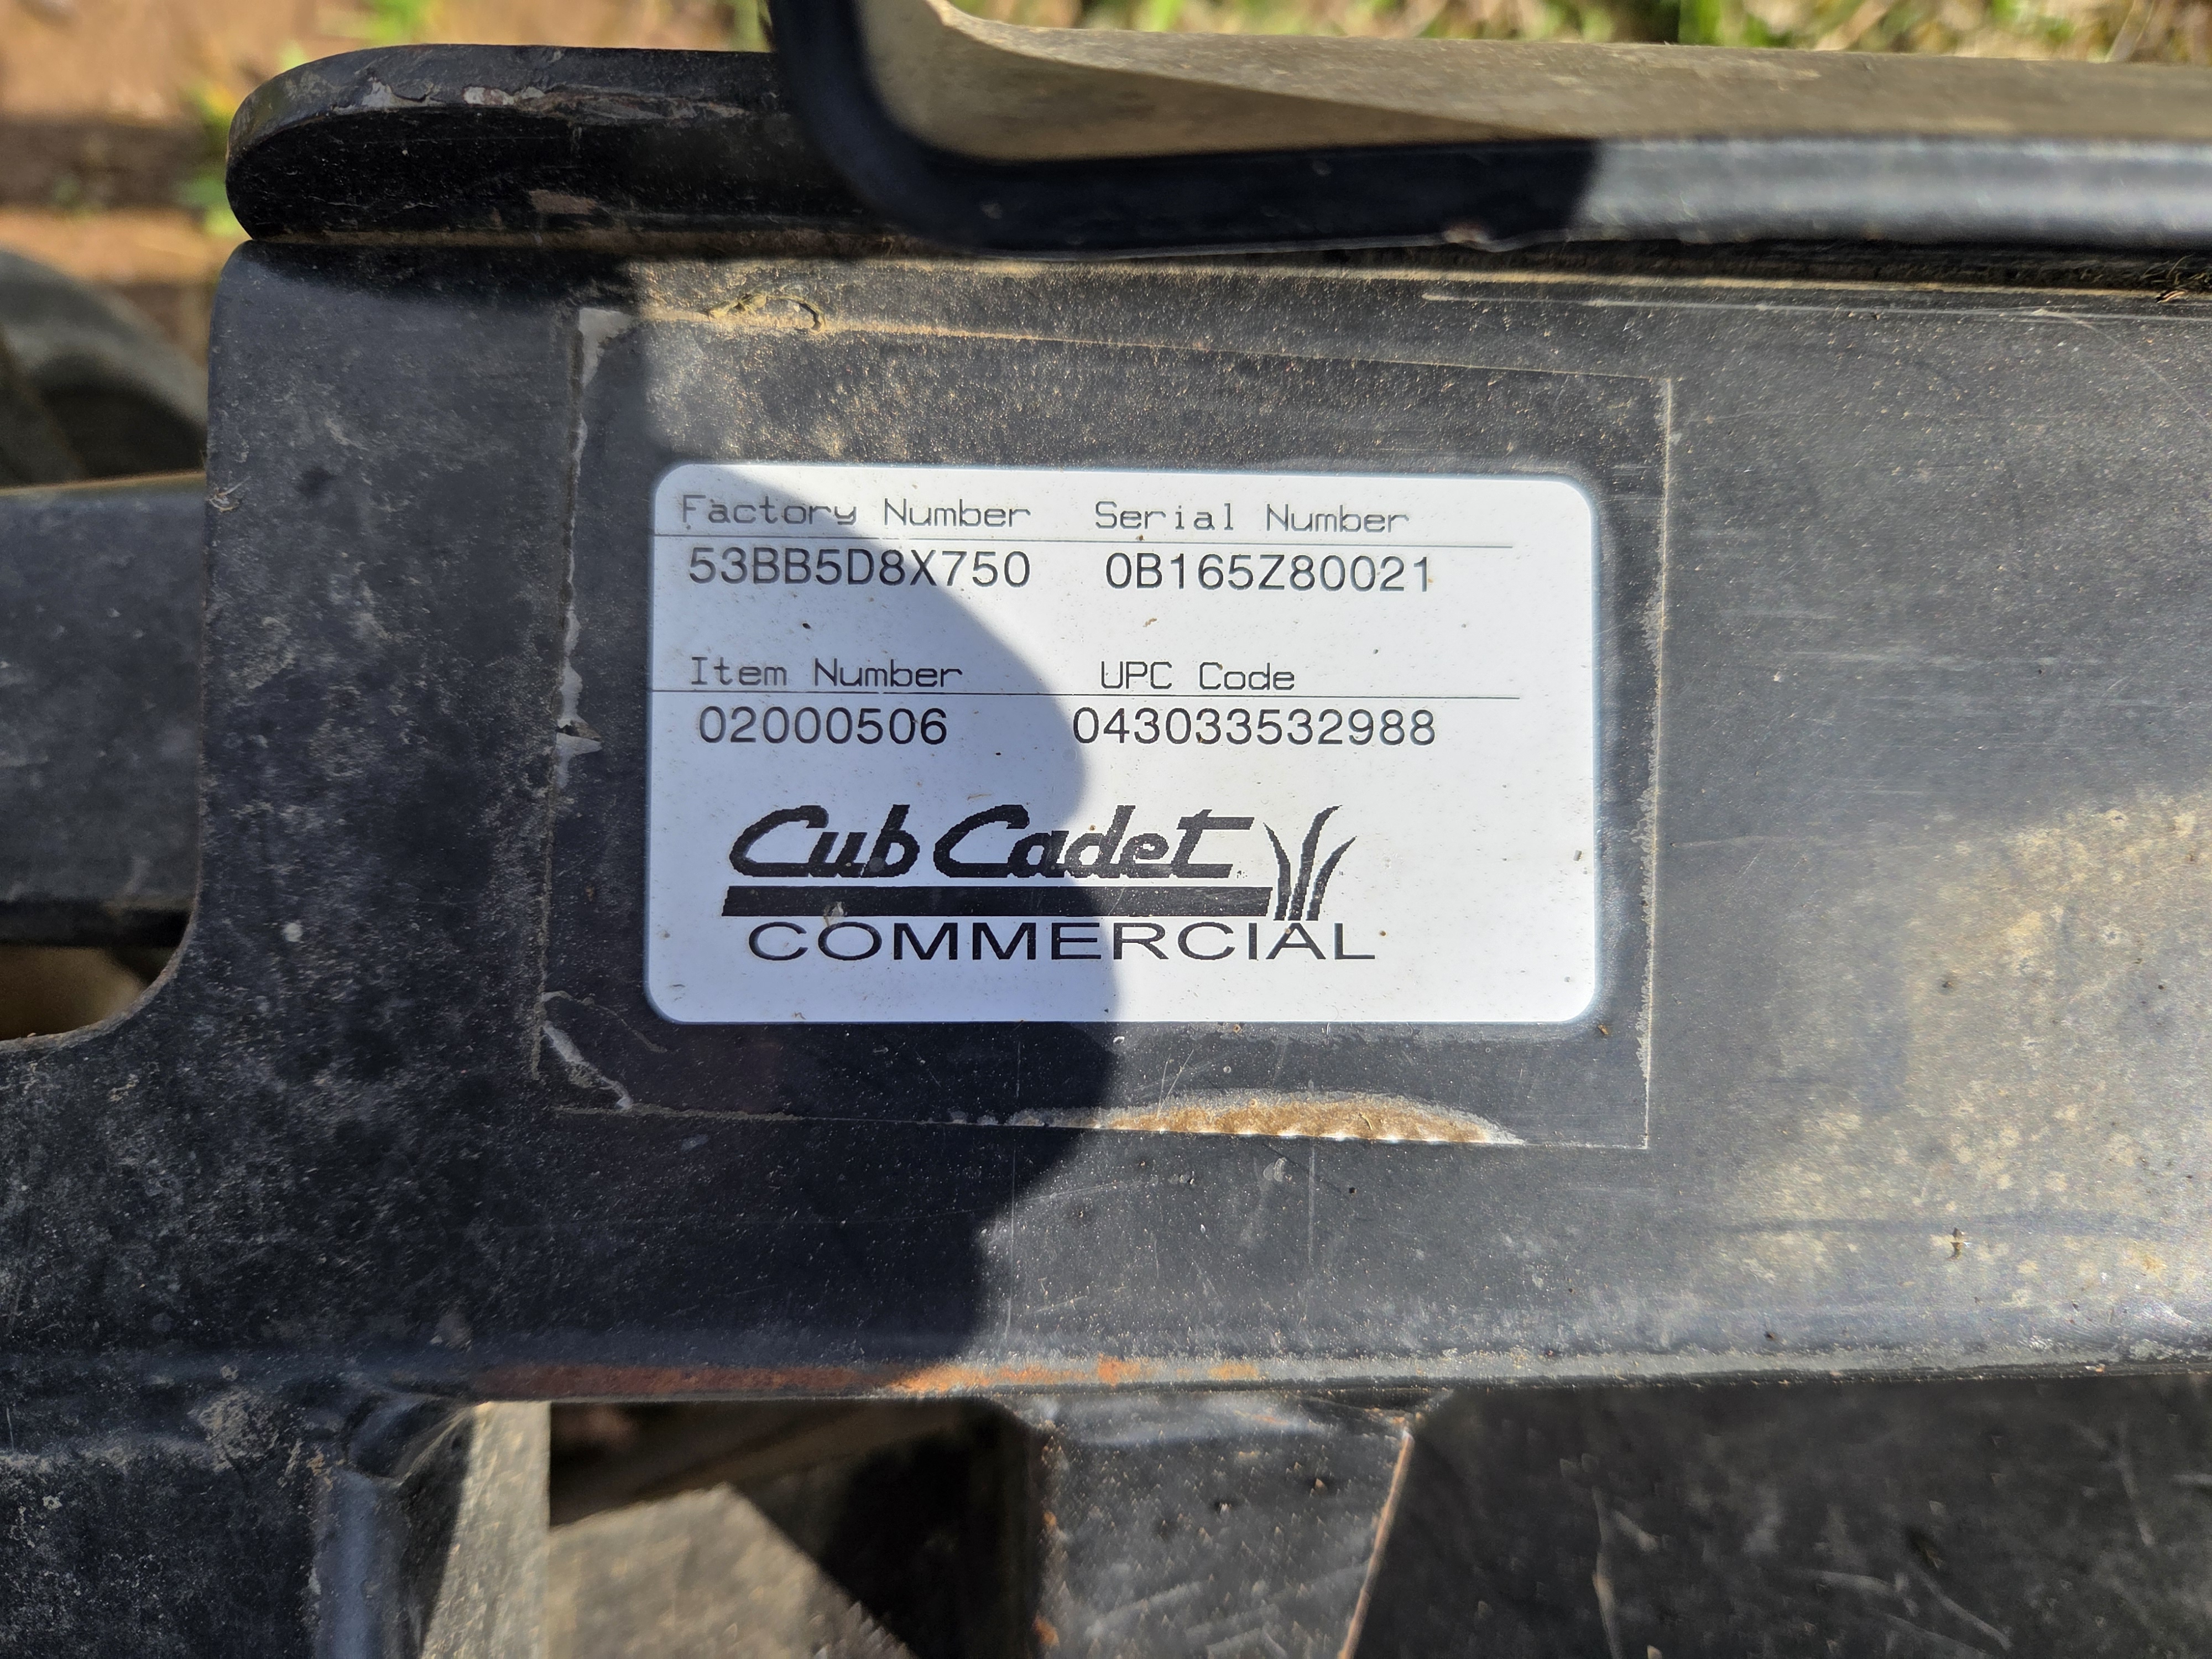 Factory Number Serial Number
53BB5D8X750 0B165Z80021
Item Number UPC Code
02000506 043033532988
Cub Cadet
COMMERCIAL